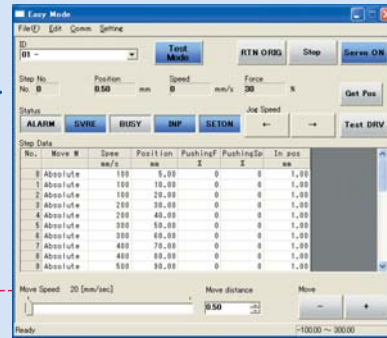 Easy Mode
File(F) Edit Comm Setting
ID
01 -
Test Mode
RTN ORIG Stop Servo ON
Step No. Position Speed Force
No. 0 0.50 mm 0 mm/s 30 %
Get Pos
Status Jog Speed
ALARM SVRE BUSY INP SETON ← → Test DRV
Step Data
No. Move M Spee Position PushingF PushingSp In pos
mm/s mm % % mm
0 Absolute 100 5.00 0 0 1.00
1 Absolute 100 10.00 0 0 1.00
2 Absolute 100 20.00 0 0 1.00
3 Absolute 200 30.00 0 0 1.00
4 Absolute 200 40.00 0 0 1.00
5 Absolute 300 50.00 0 0 1.00
6 Absolute 300 60.00 0 0 1.00
7 Absolute 400 70.00 0 0 1.00
8 Absolute 400 80.00 0 0 1.00
9 Absolute 500 90.00 0 0 1.00
Move Speed: 20 [mm/sec] Move distance Move
0.50 - +
Ready -100.00 ~ 300.00